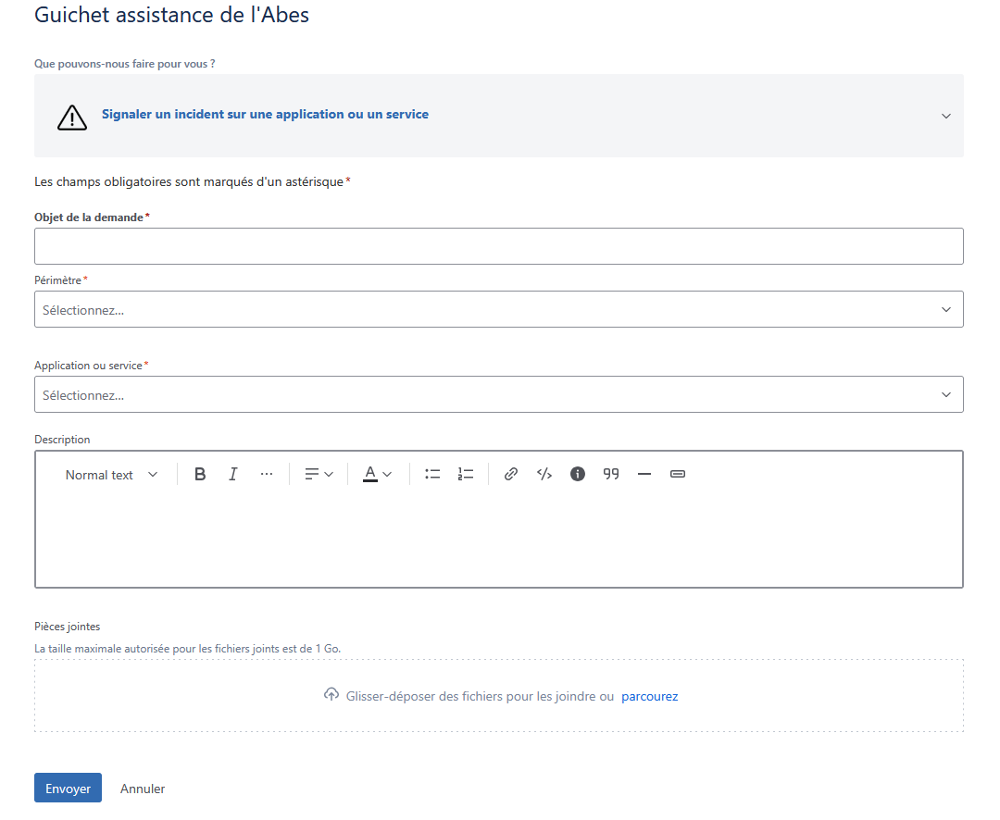 Guichet assistance de l'Abes
Que pouvons-nous faire pour vous ?
Signaler un incident sur une application ou un service
Les champs obligatoires sont marqués d'un astérisque*
Objet de la demande*
Périmètre*
Sélectionnez...
Application ou service*
Sélectionnez...
Description
Normal text B I ... A
Pièces jointes
La taille maximale autorisée pour les fichiers joints est de 1 Go.
Glisser-déposer des fichiers pour les joindre ou parcourez
Envoyer Annuler